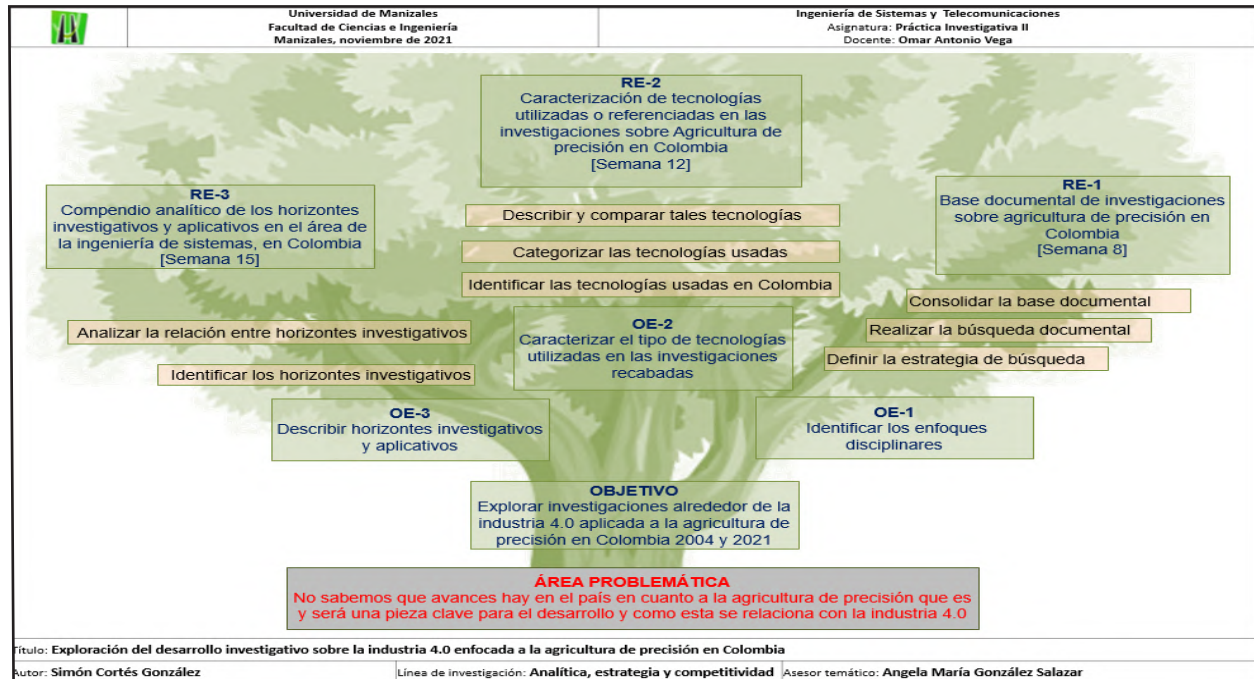 Universidad de Manizales
Facultad de Ciencias e Ingeniería
Manizales, noviembre de 2021
Ingeniería de Sistemas y Telecomunicaciones
Asignatura: Práctica Investigativa II
Docente: Omar Antonio Vega
RE-2
Caracterización de tecnologías
utilizadas o referenciadas en las
investigaciones sobre Agricultura de
precisión en Colombia
[Semana 12]
RE-3
Compendio analítico de los horizontes
investigativos y aplicativos en el área de
la ingeniería de sistemas, en Colombia
[Semana 15]
RE-1
Base documental de investigaciones
sobre agricultura de precisión en
Colombia
[Semana 8]
Describir y comparar tales tecnologías
Categorizar las tecnologías usadas
Identificar las tecnologías usadas en Colombia
Consolidar la base documental
Realizar la búsqueda documental
Definir la estrategia de búsqueda
Analizar la relación entre horizontes investigativos
Identificar los horizontes investigativos
OE-2
Caracterizar el tipo de tecnologías
utilizadas en las investigaciones
recabadas
OE-3
Describir horizontes investigativos
y aplicativos
OE-1
Identificar los enfoques
disciplinares
OBJETIVO
Explorar investigaciones alrededor de la
industria 4.0 aplicada a la agricultura de
precisión en Colombia 2004 y 2021
ÁREA PROBLEMÁTICA
No sabemos que avances hay en el país en cuanto a la agricultura de precisión que es
y será una pieza clave para el desarrollo y como esta se relaciona con la industria 4.0
Título: Exploración del desarrollo investigativo sobre la industria 4.0 enfocada a la agricultura de precisión en Colombia
Autor: Simón Cortés González
Línea de investigación: Analítica, estrategia y competitividad
Asesor temático: Angela María González Salazar